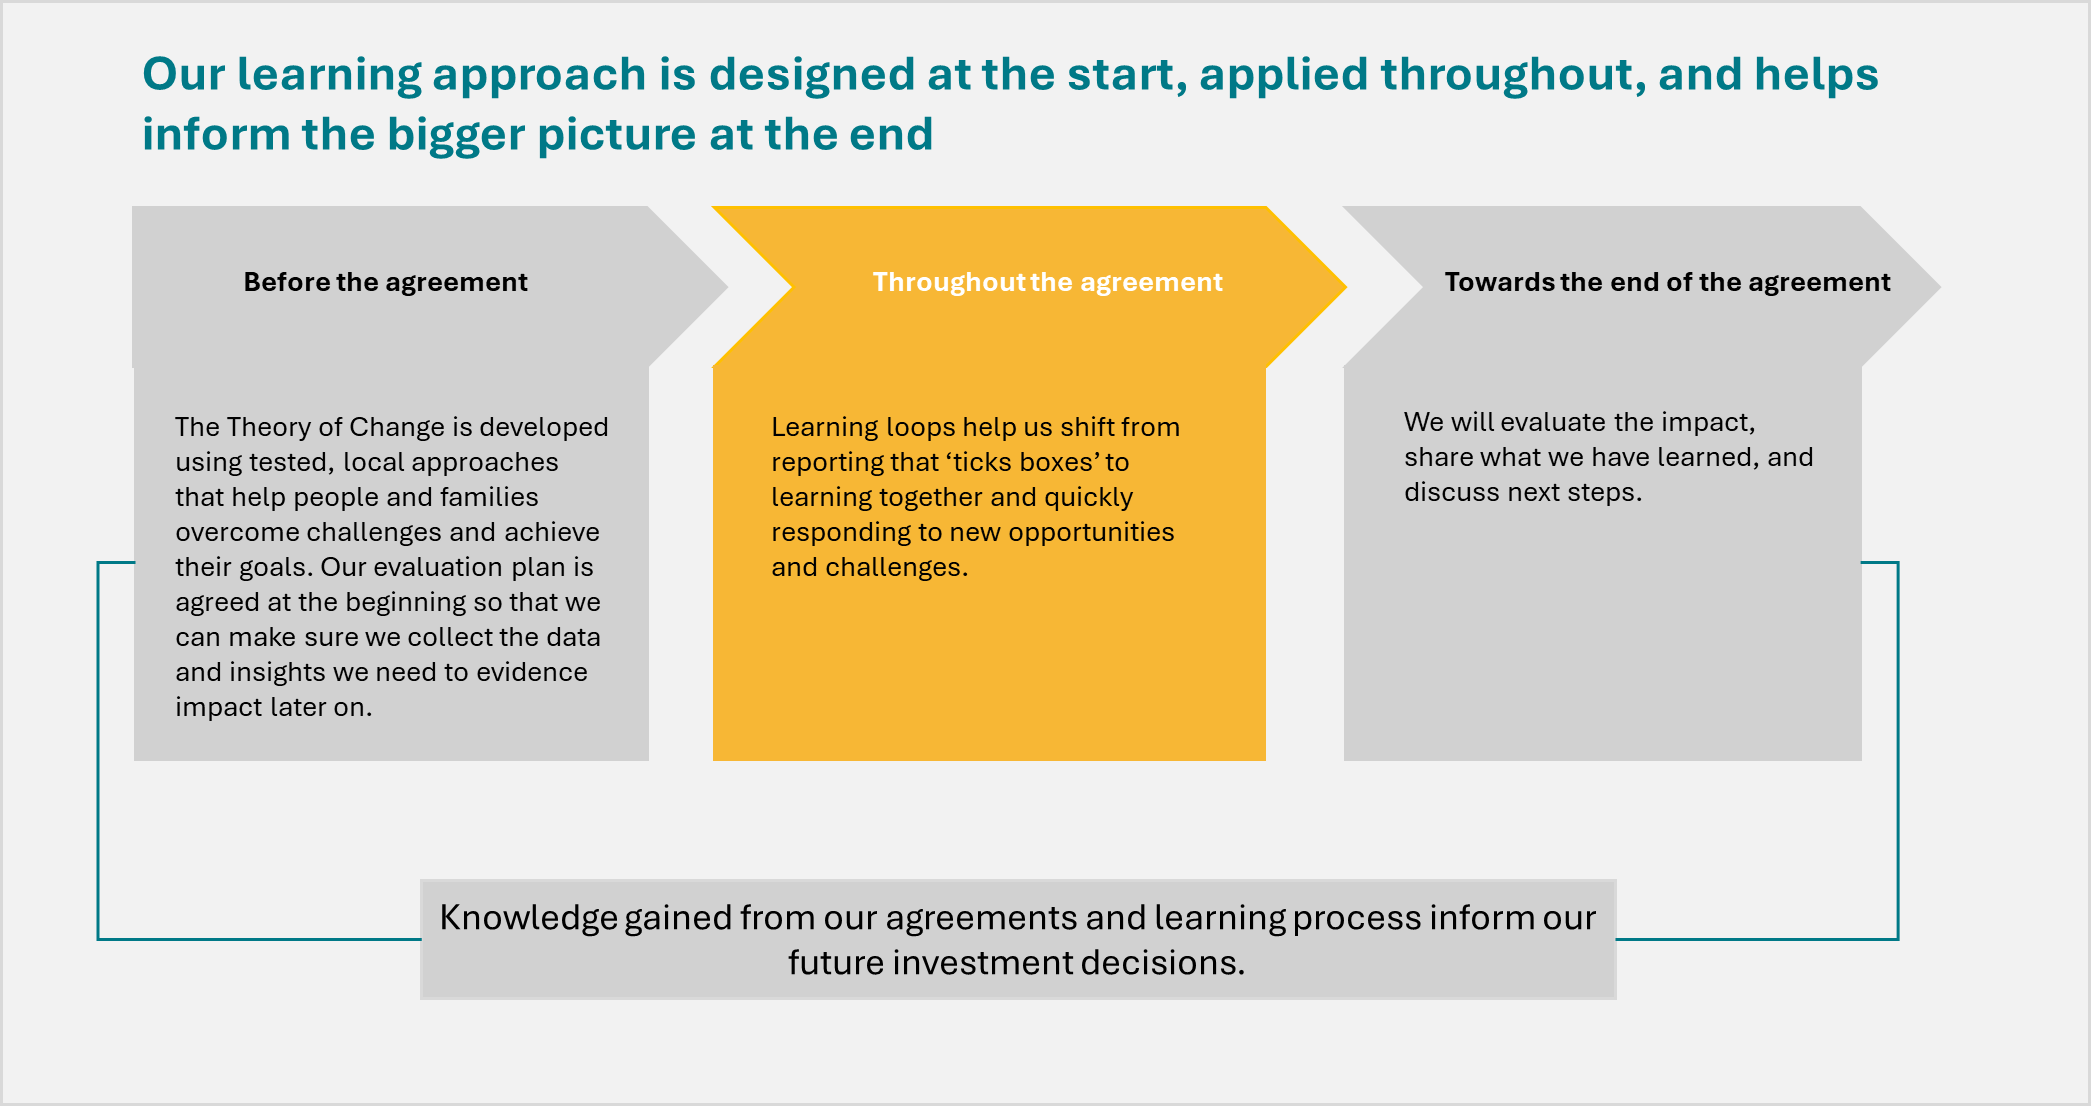 Our learning approach is designed at the start, applied throughout, and helps
inform the bigger picture at the end
Before the agreement
The Theory of Change is developed
using tested, local approaches
that help people and families
overcome challenges and achieve
their goals. Our evaluation plan is
agreed at the beginning so that we
can make sure we collect the data
and insights we need to evidence
impact later on.
Throughout the agreement
Learning loops help us shift from
reporting that ‘ticks boxes’ to
learning together and quickly
responding to new opportunities
and challenges.
Towards the end of the agreement
We will evaluate the impact,
share what we have learned, and
discuss next steps.
Knowledge gained from our agreements and learning process inform our
future investment decisions.